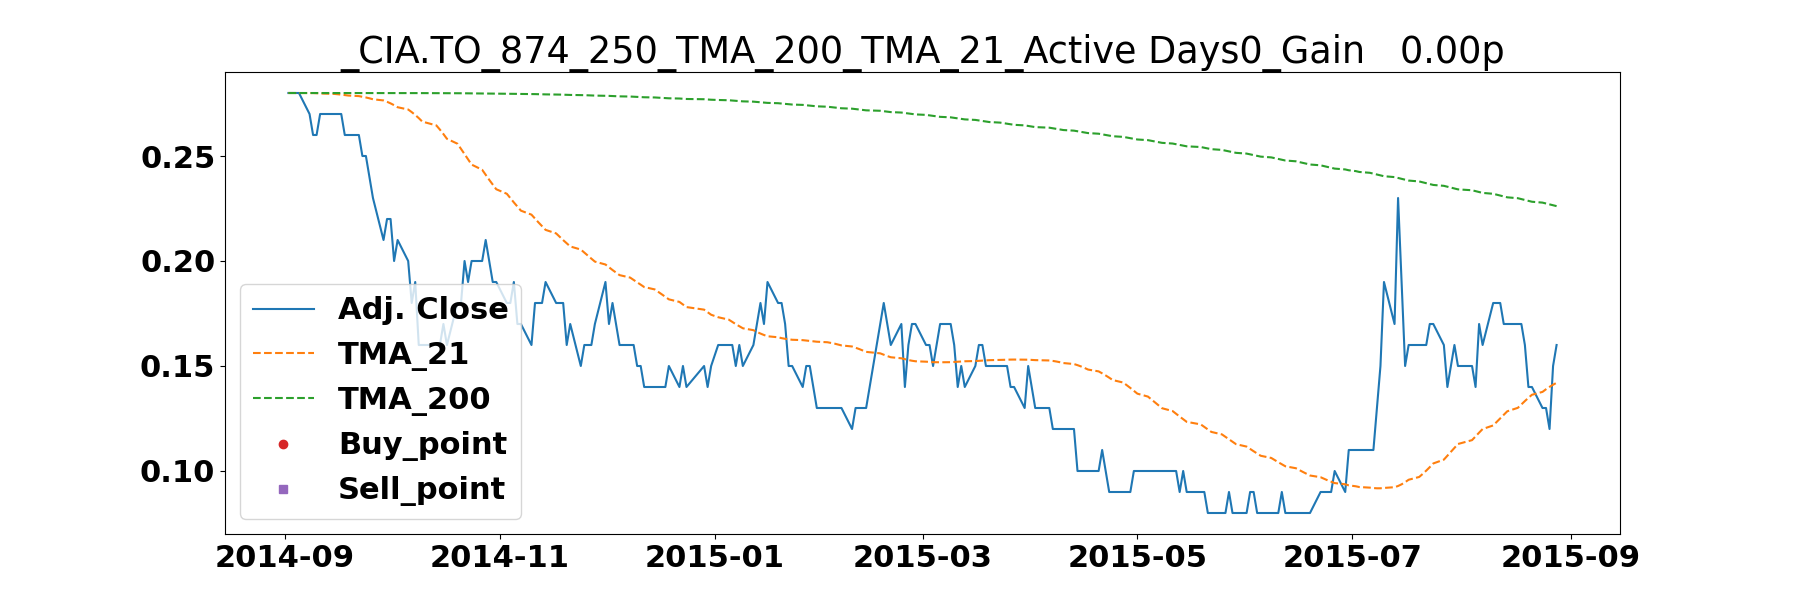 _CIA.TO_874_250_TMA_200_TMA_21_Active Days0_Gain   0.00p
0.25
0.20
0.15
0.10
Adj. Close
TMA_21
TMA_200
Buy_point
Sell_point
2014-09 2014-11 2015-01 2015-03 2015-05 2015-07 2015-09